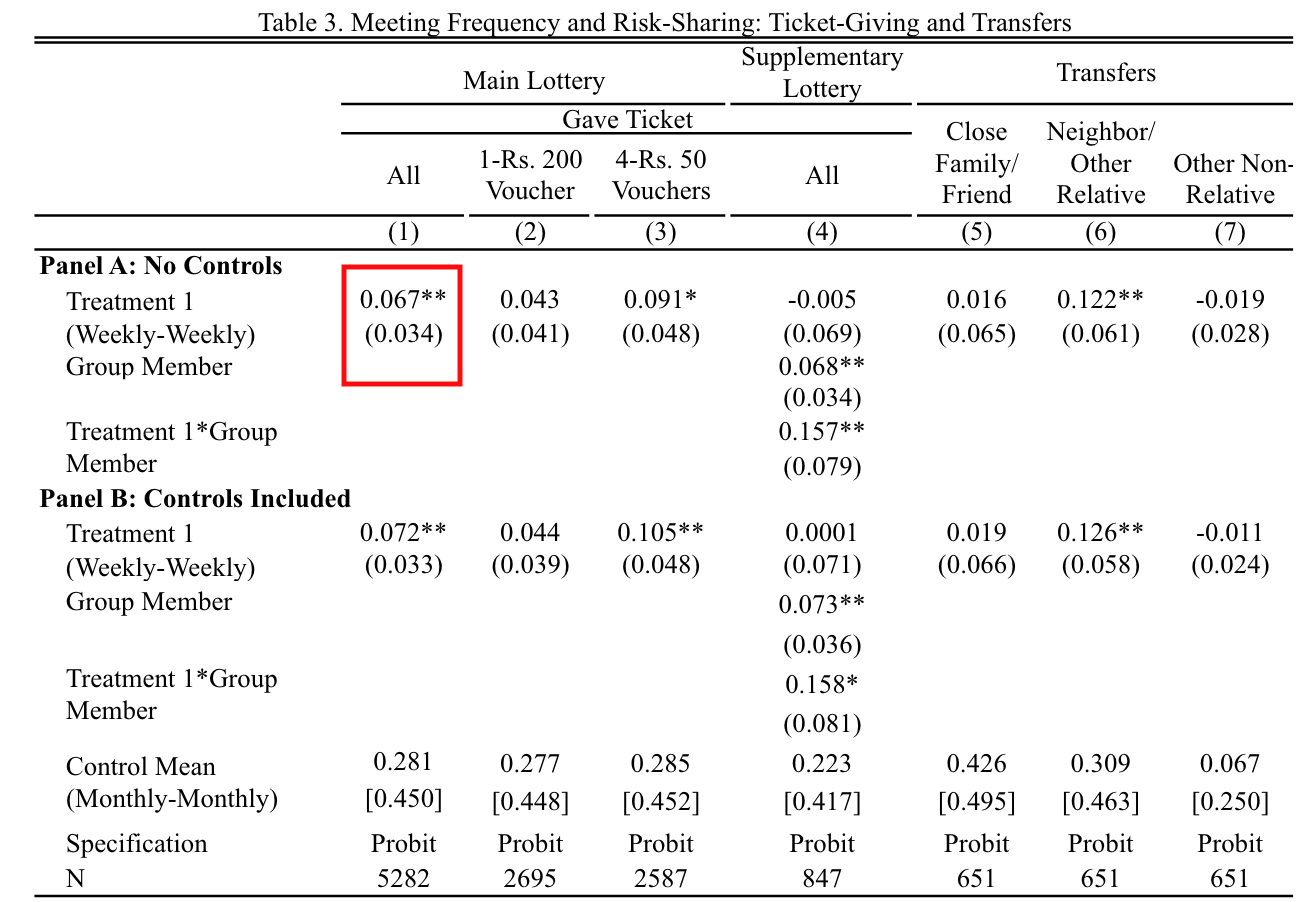 Table 3. Meeting Frequency and Risk-Sharing: Ticket-Giving and Transfers
Main Lottery Supplementary Lottery Transfers
Gave Ticket
All 1-Rs. 200 Voucher 4-Rs. 50 Vouchers All Close Family/ Friend Neighbor/ Other Relative Other Non- Relative
(1) (2) (3) (4) (5) (6) (7)
Panel A: No Controls
Treatment 1 0.067** 0.043 0.091* -0.005 0.016 0.122** -0.019
(Weekly-Weekly) (0.034) (0.041) (0.048) (0.069) (0.065) (0.061) (0.028)
Group Member 0.068**
(0.034)
Treatment 1*Group 0.157**
Member (0.079)
Panel B: Controls Included
Treatment 1 0.072** 0.044 0.105** 0.0001 0.019 0.126** -0.011
(Weekly-Weekly) (0.033) (0.039) (0.048) (0.071) (0.066) (0.058) (0.024)
Group Member 0.073**
(0.036)
Treatment 1*Group 0.158*
Member (0.081)
Control Mean 0.281 0.277 0.285 0.223 0.426 0.309 0.067
(Monthly-Monthly) [0.450] [0.448] [0.452] [0.417] [0.495] [0.463] [0.250]
Specification Probit Probit Probit Probit Probit Probit Probit
N 5282 2695 2587 847 651 651 651